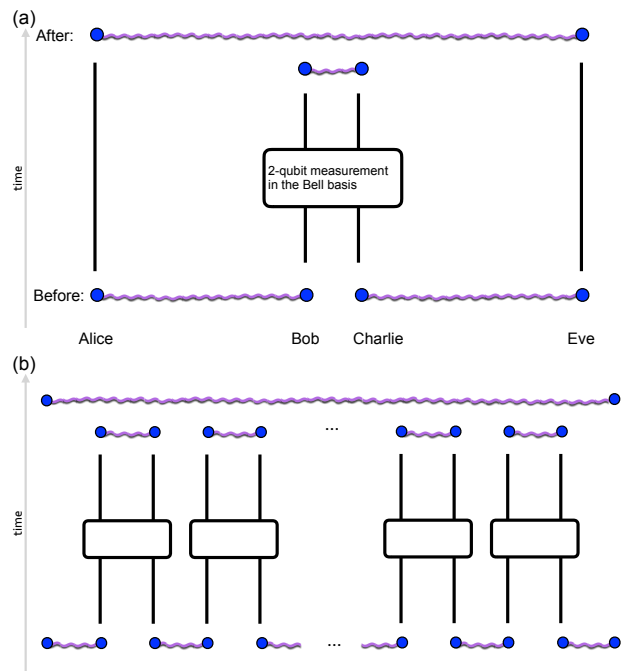 (a)
After:
2-qubit measurement
in the Bell basis
time
Before:
Alice Bob Charlie Eve
(b)
...
time
...